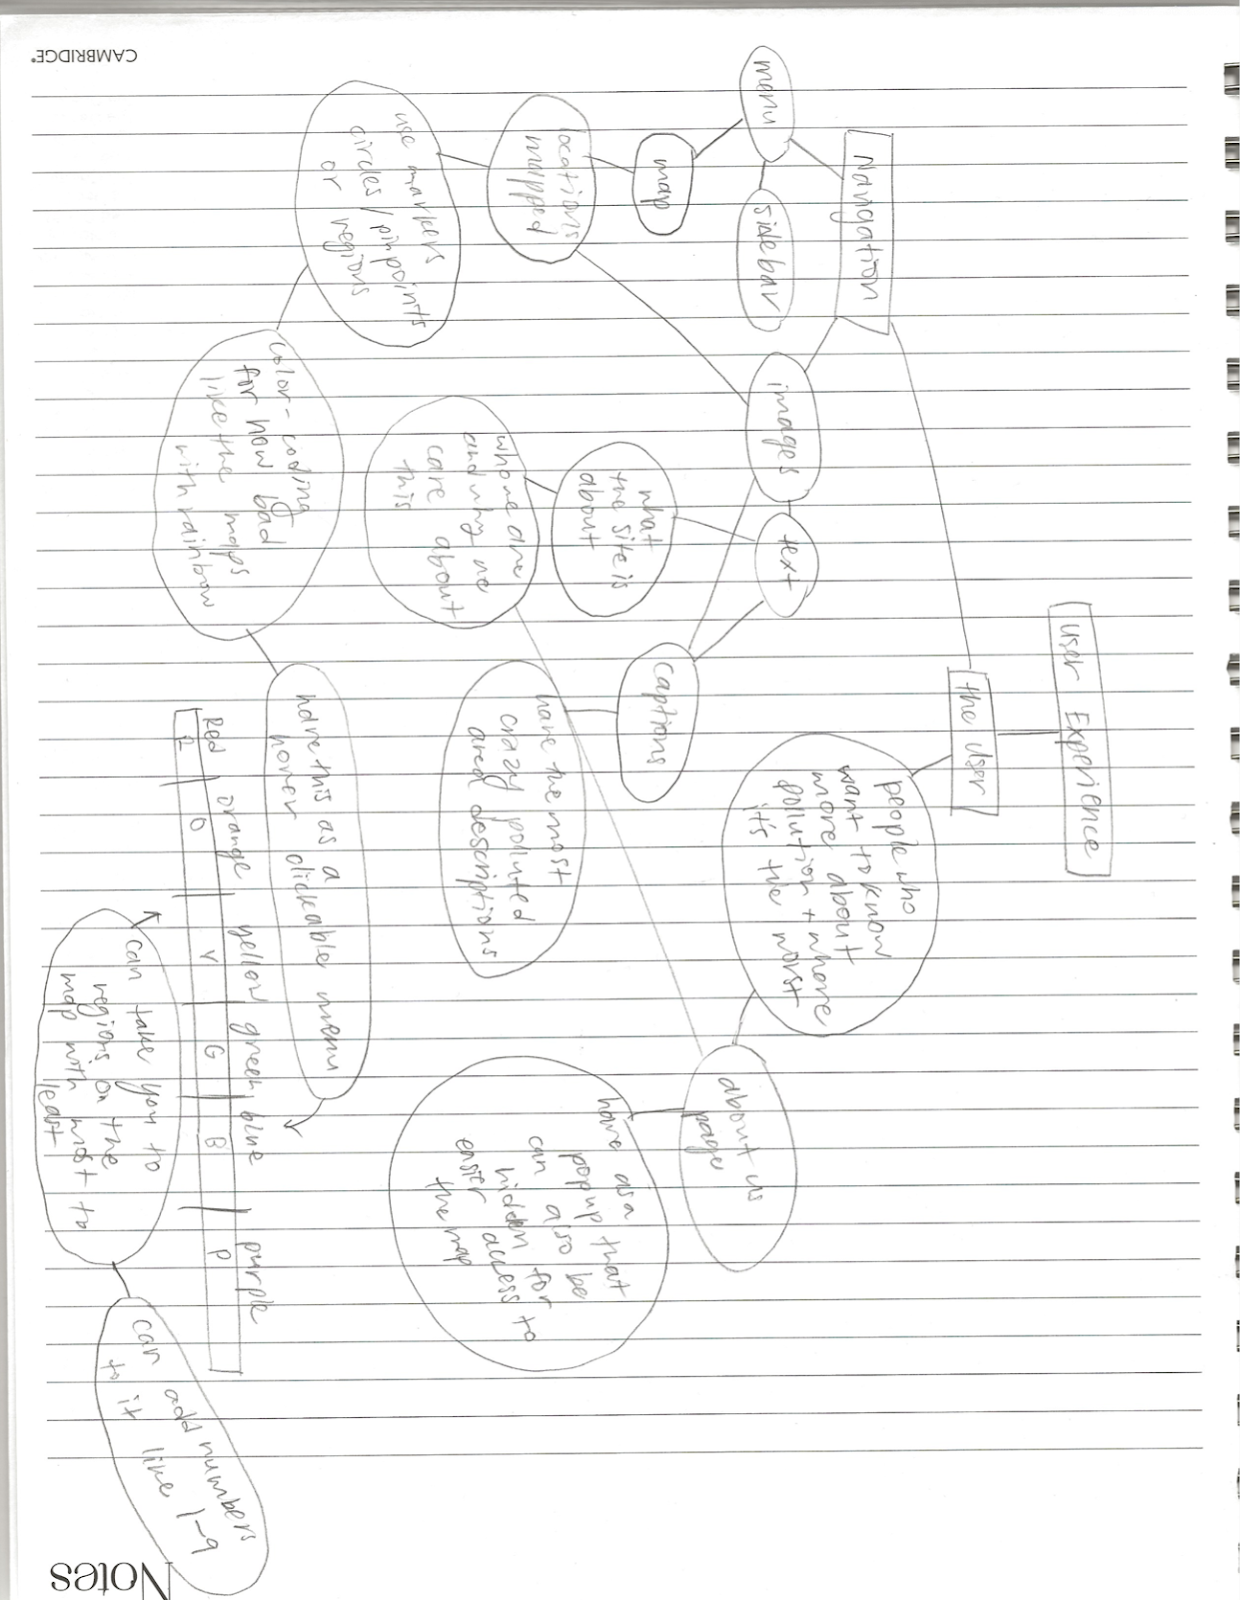 User Experience
the user
Navigation
menu
sidebar
map
locations
mapped
use markers
circles/pinpoints
or regions
images
text
what
the site is
about
who we are
and why we
care about
this
captions
have the most
crazy polluted
area descriptions
people who
want to know
more about
pollution + where
it's the worst
about us
page
have as a
popup that
can also be
hidden for
easier access to
the map
color-coding
for how bad
like the maps
with rainbow
have this as a
hover clickable menu
Red orange yellow green blue purple
R O Y G B P
can take you to
regions on the
map with most to
least
can add numbers
to it like 1-9
CAMBRIDGE®
Notes